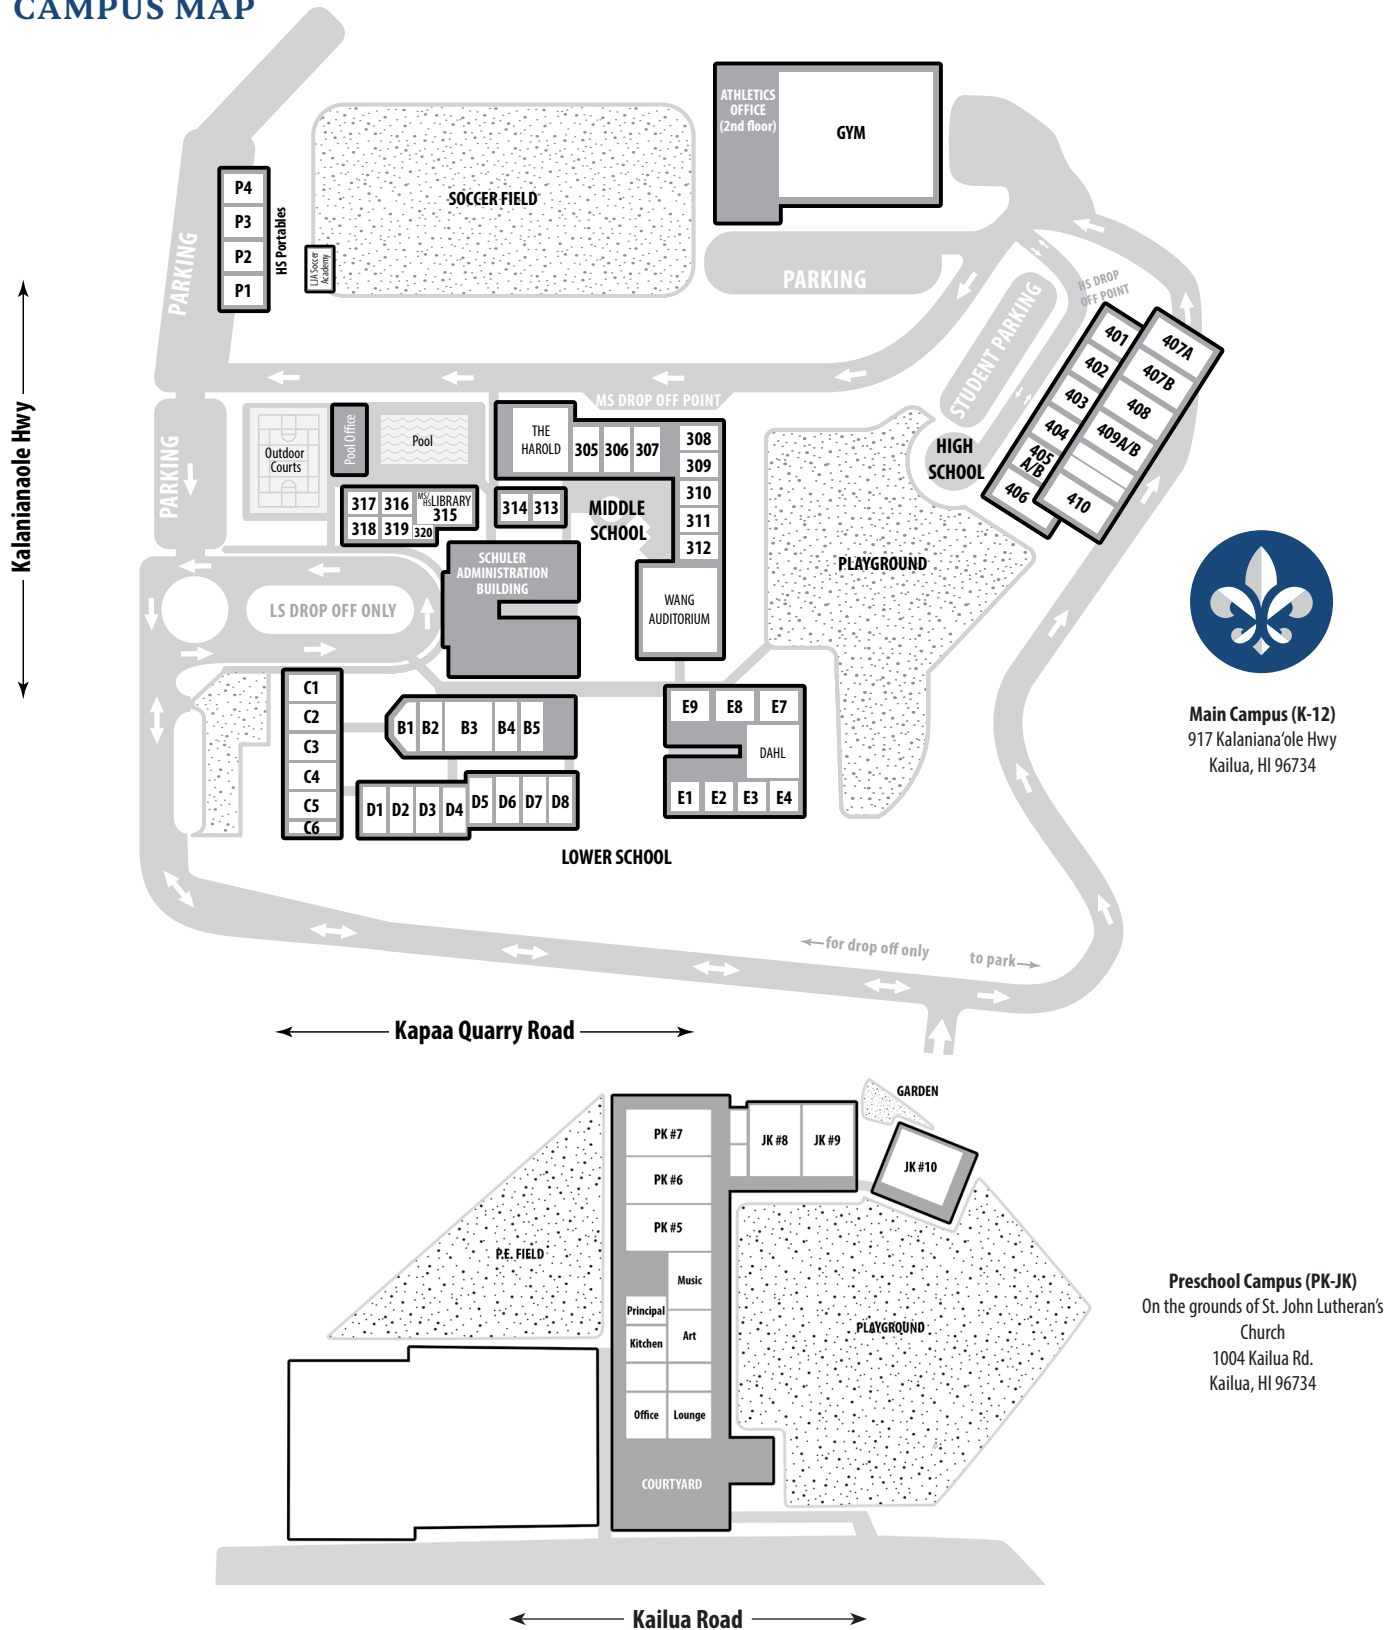 CAMPUS MAP
ATHLETICS
OFFICE
(2nd floor)
GYM
P4
P3
P2
P1
HS Portables
SOCCER FIELD
LJA Soccer
Academy
PARKING
PARKING
HS DROP
OFF POINT
STUDENT PARKING
401
402
403
404
405
A/B
406
407A
407B
408
409A/B
410
HIGH
SCHOOL
MS DROP OFF POINT
Kalanianaole Hwy
PARKING
Outdoor
Courts
Pool Office
Pool
THE
HAROLD
305
306
307
308
309
310
311
312
317
316
MS/
HS LIBRARY
315
318
319
320
314
313
MIDDLE
SCHOOL
SCHULER
ADMINISTRATION
BUILDING
WANG
AUDITORIUM
PLAYGROUND
LS DROP OFF ONLY
C1
C2
C3
C4
C5
C6
B1
B2
B3
B4
B5
D1
D2
D3
D4
D5
D6
D7
D8
E9
E8
E7
DAHL
E1
E2
E3
E4
LOWER SCHOOL
Main Campus (K-12)
917 Kalaniana‘ole Hwy
Kailua, HI 96734
for drop off only
to park
Kapaa Quarry Road
GARDEN
PK #7
PK #6
PK #5
JK #8
JK #9
JK #10
P.E. FIELD
Music
Principal
Kitchen
Art
Office
Lounge
COURTYARD
PLAYGROUND
Preschool Campus (PK-JK)
On the grounds of St. John Lutheran's
Church
1004 Kailua Rd.
Kailua, HI 96734
Kailua Road